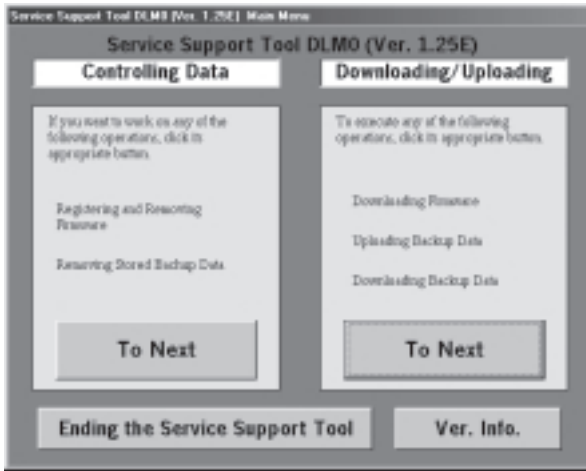 Service Support Tool DLM0 (Ver. 1.25E) Main Menu
Service Support Tool DLM0 (Ver. 1.25E)
Controlling Data
If you want to work on any of the
following operations, click its
appropriate button.
Registering and Removing
Firmware
Removing Stored Backup Data
To Next
Downloading/Uploading
To execute any of the following
operations, click its appropriate button.
Downloading Firmware
Uploading Backup Data
Downloading Backup Data
To Next
Ending the Service Support Tool
Ver. Info.